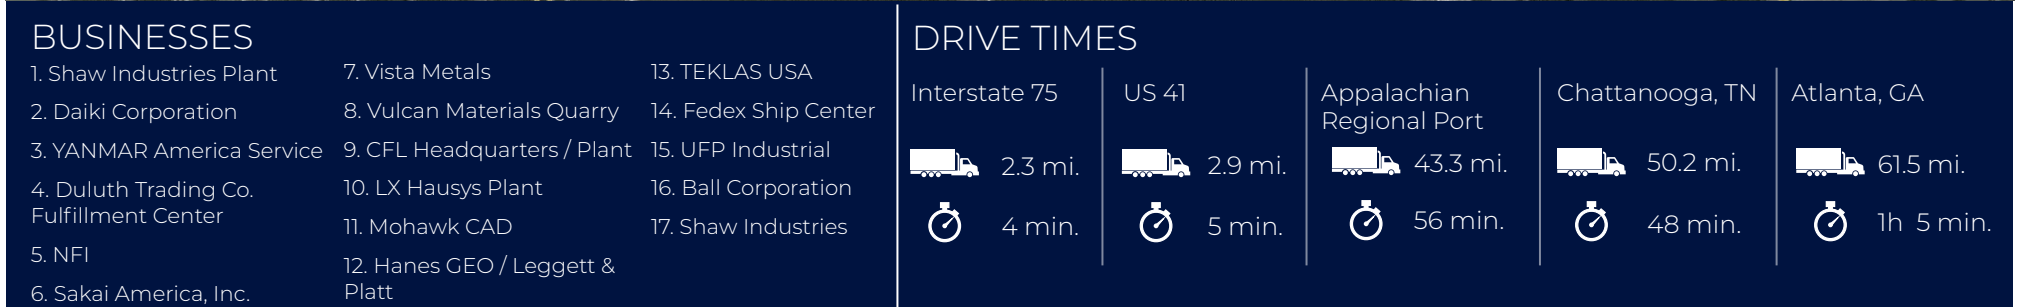 BUSINESSES
1. Shaw Industries Plant
2. Daiki Corporation
3. YANMAR America Service
4. Duluth Trading Co.
Fulfillment Center
5. NFI
6. Sakai America, Inc.
7. Vista Metals
8. Vulcan Materials Quarry
9. CFL Headquarters / Plant
10. LX Hausys Plant
11. Mohawk CAD
12. Hanes GEO / Leggett &
Platt
13. TEKLAS USA
14. Fedex Ship Center
15. UFP Industrial
16. Ball Corporation
17. Shaw Industries
DRIVE TIMES
Interstate 75
2.3 mi.
4 min.
US 41
2.9 mi.
5 min.
Appalachian
Regional Port
43.3 mi.
56 min.
Chattanooga, TN
50.2 mi.
48 min.
Atlanta, GA
61.5 mi.
1h 5 min.